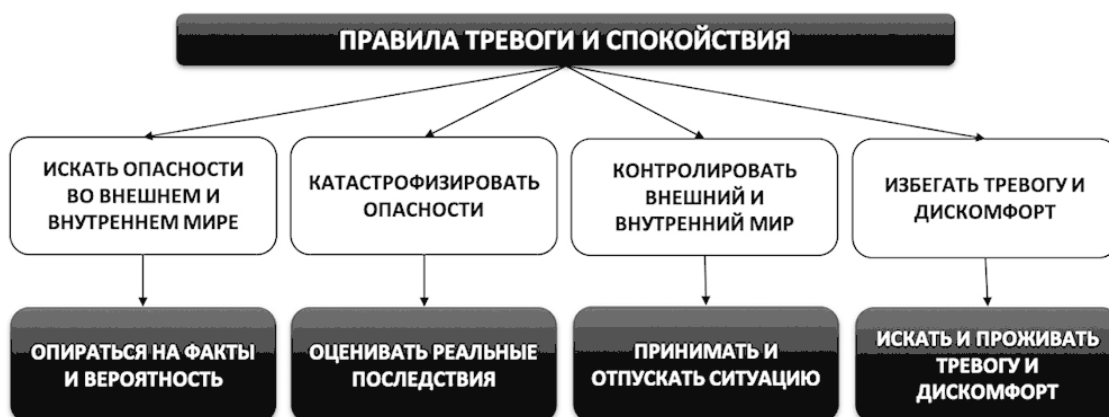 ПРАВИЛА ТРЕВОГИ И СПОКОЙСТВИЯ
ИСКАТЬ ОПАСНОСТИ
ВО ВНЕШНЕМ И
ВНУТРЕННЕМ МИРЕ
КАТАСТРОФИЗИРОВАТЬ
ОПАСНОСТИ
КОНТРОЛИРОВАТЬ
ВНЕШНИЙ И
ВНУТРЕННИЙ МИР
ИЗБЕГАТЬ ТРЕВОГУ И
ДИСКОМФОРТ
ОПИРАТЬСЯ НА ФАКТЫ
И ВЕРОЯТНОСТЬ
ОЦЕНИВАТЬ РЕАЛЬНЫЕ
ПОСЛЕДСТВИЯ
ПРИНИМАТЬ И
ОТПУСКАТЬ СИТУАЦИЮ
ИСКАТЬ И ПРОЖИВАТЬ
ТРЕВОГУ И
ДИСКОМФОРТ